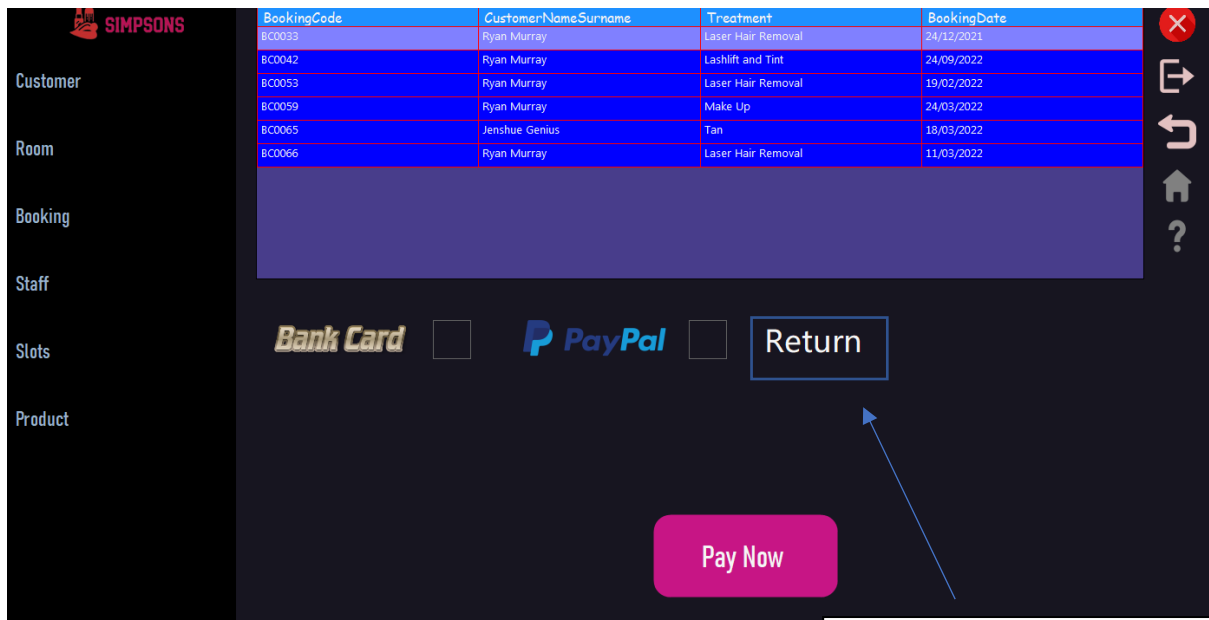 SIMPSONS
Customer
Room
Booking
Staff
Slots
Product
BookingCode CustomerNameSurname Treatment BookingDate
BC0033 Ryan Murray Laser Hair Removal 24/12/2021
BC0042 Ryan Murray Lashlift and Tint 24/09/2022
BC0053 Ryan Murray Laser Hair Removal 19/02/2022
BC0059 Ryan Murray Make Up 24/03/2022
BC0065 Jenshue Genius Tan 18/03/2022
BC0066 Ryan Murray Laser Hair Removal 11/03/2022
?
Bank Card PayPal Return
Pay Now